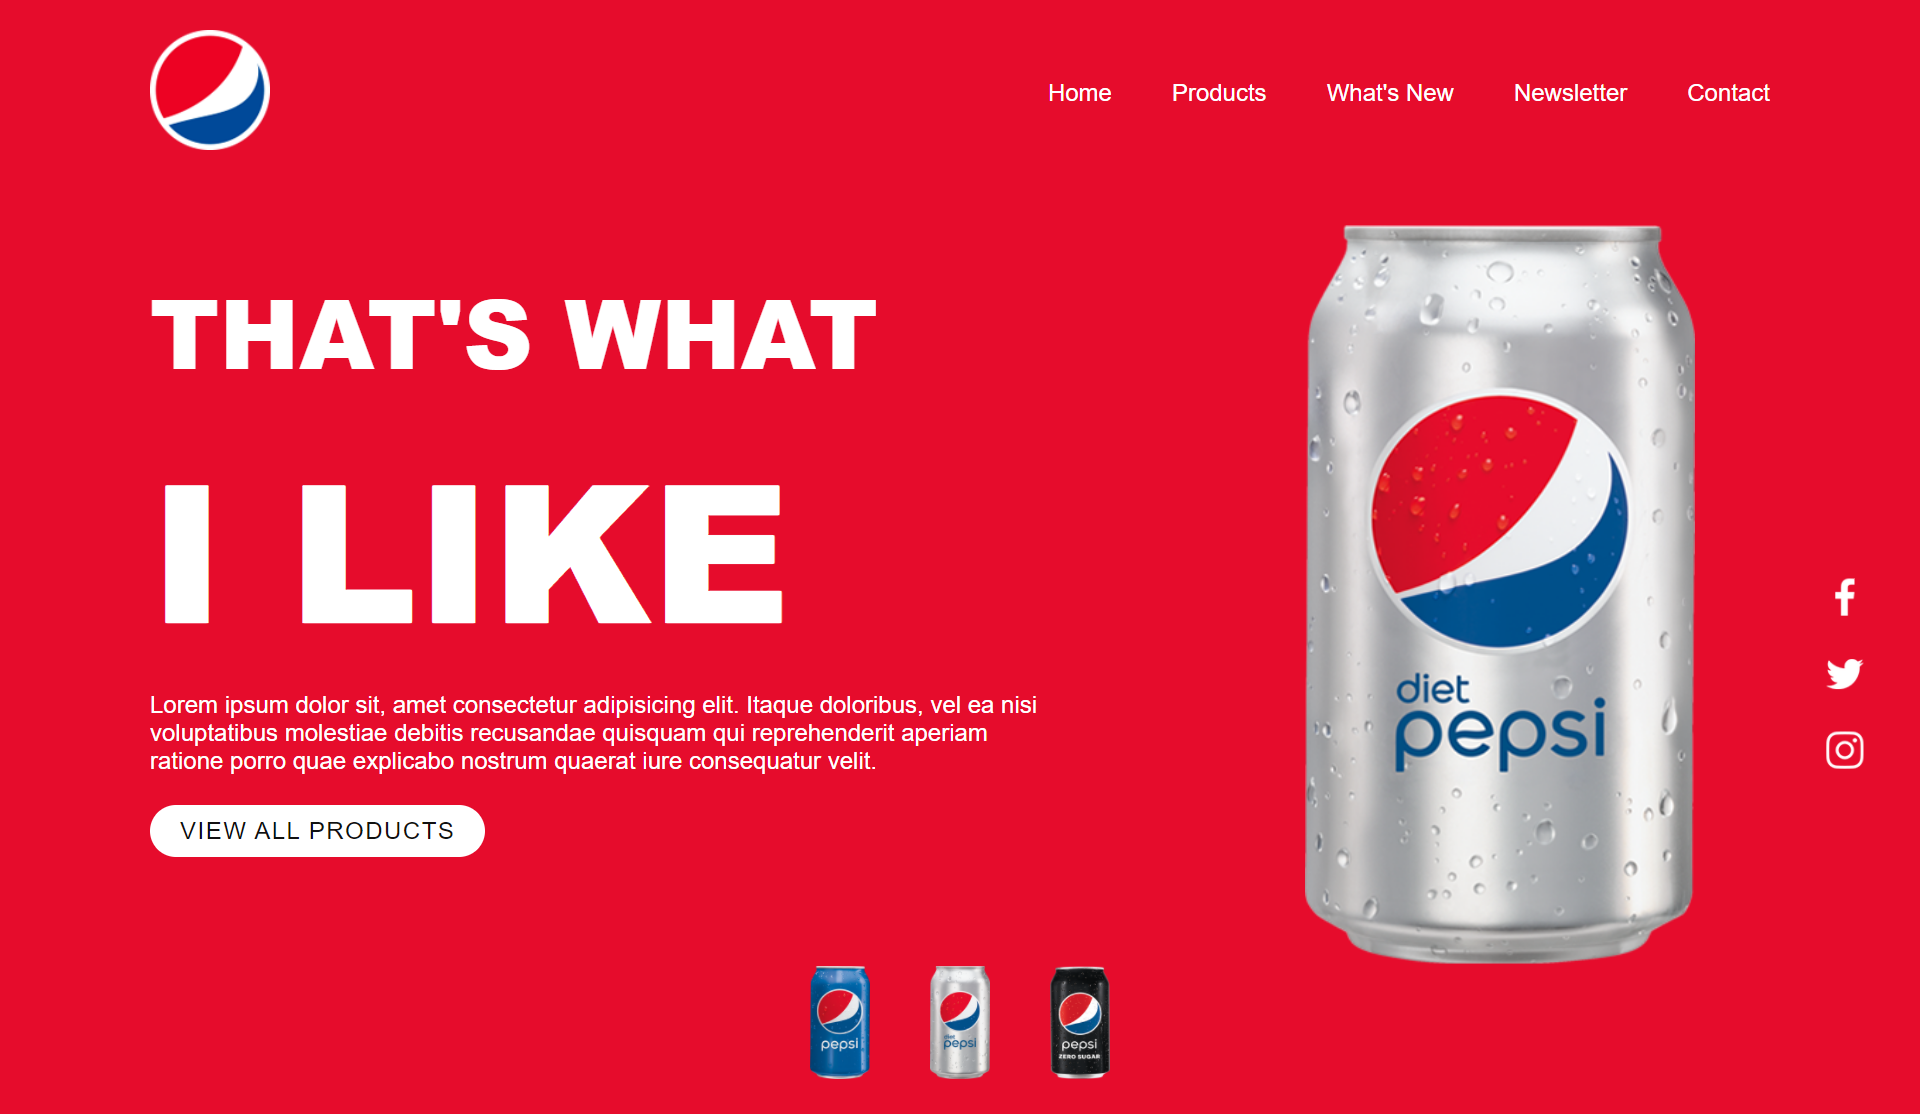 Home Products What's New Newsletter Contact
THAT'S WHAT
I LIKE
Lorem ipsum dolor sit, amet consectetur adipisicing elit. Itaque doloribus, vel ea nisi
voluptatibus molestiae debitis recusandae quisquam qui reprehenderit aperiam
ratione porro quae explicabo nostrum quaerat iure consequatur velit.
VIEW ALL PRODUCTS
diet
pepsi
pepsi
diet
pepsi
pepsi
ZERO SUGAR